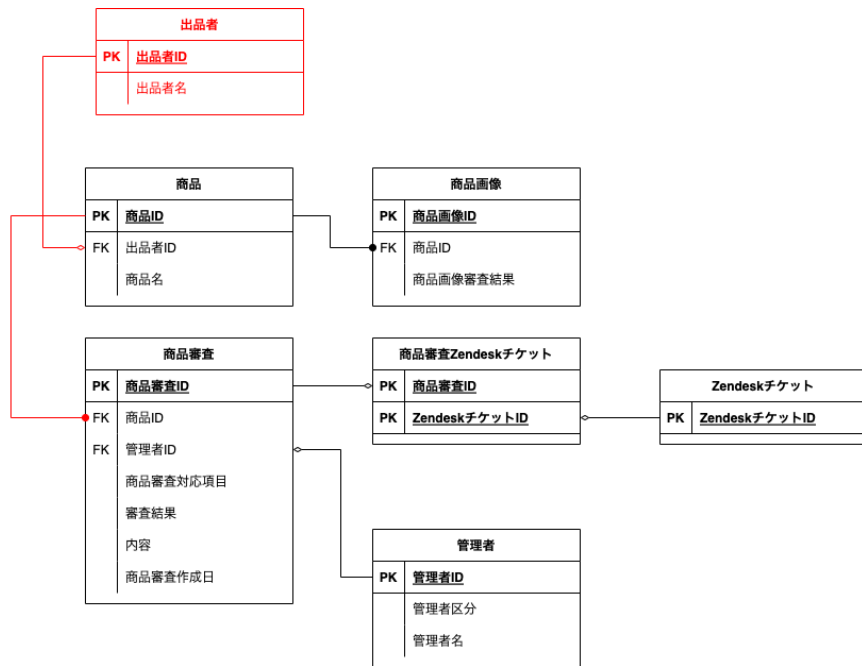 出品者
PK 出品者ID
出品者名
商品
PK 商品ID
FK 出品者ID
商品名
商品画像
PK 商品画像ID
FK 商品ID
商品画像審査結果
商品審査
PK 商品審査ID
FK 商品ID
FK 管理者ID
商品審査対応項目
審査結果
内容
商品審査作成日
商品審査Zendeskチケット
PK 商品審査ID
PK ZendeskチケットID
Zendeskチケット
PK ZendeskチケットID
管理者
PK 管理者ID
管理者区分
管理者名